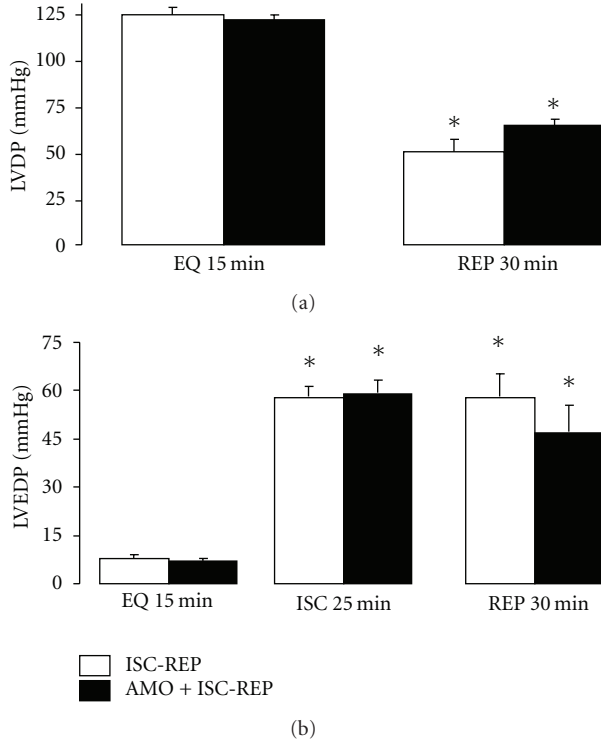 LVDP (mmHg)
125
100
75
50
25
0
*
*
EQ 15 min
REP 30 min
(a)
LVEDP (mmHg)
75
60
45
30
15
0
*
*
*
*
EQ 15 min
ISC 25 min
REP 30 min
ISC-REP
AMO + ISC-REP
(b)